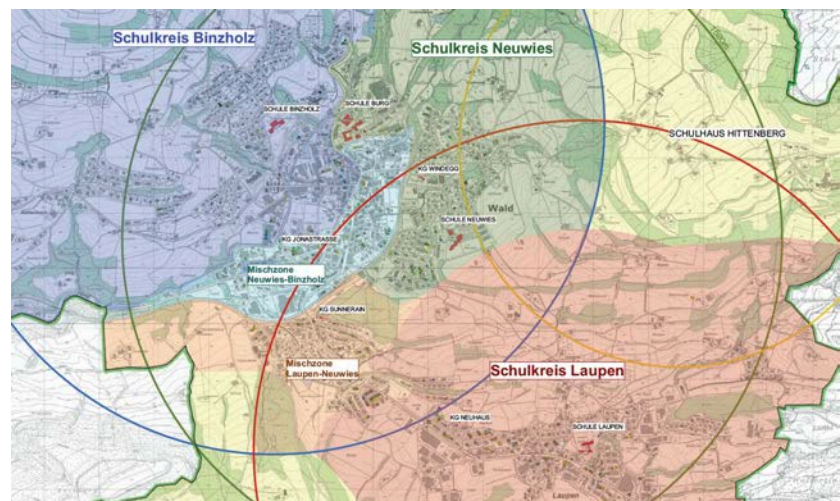 Schulkreis Binzholz
Schulkreis Neuwies
SCHULE BINZHOLZ
SCHULE BURG
SCHULHAUS HITTENBERG
KG WINDEGG
Wald
SCHULE NEUWIES
KG JONASTRASSE
Mischzone
Neuwies-Binzholz
KG SUNNERAIN
Mischzone
Laupen-Neuwies
Schulkreis Laupen
KG NEUHAUS
SCHULE LAUPEN
Laupen